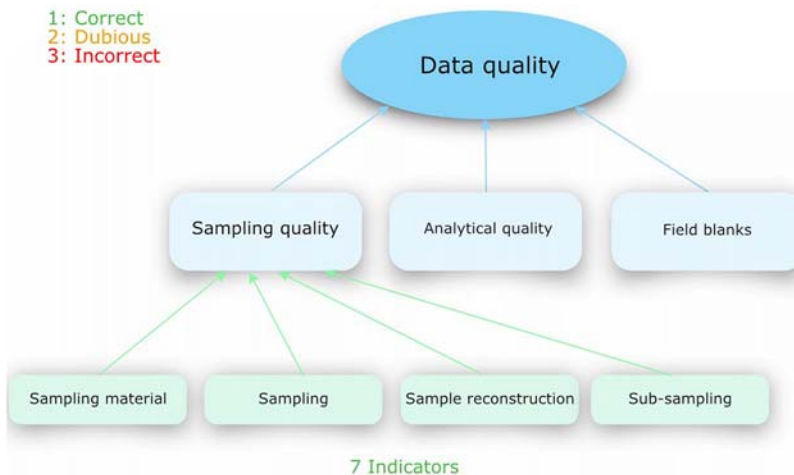 1: Correct
2: Dubious
3: Incorrect
Data quality
Sampling quality
Analytical quality
Field blanks
Sampling material
Sampling
Sample reconstruction
Sub-sampling
7 Indicators